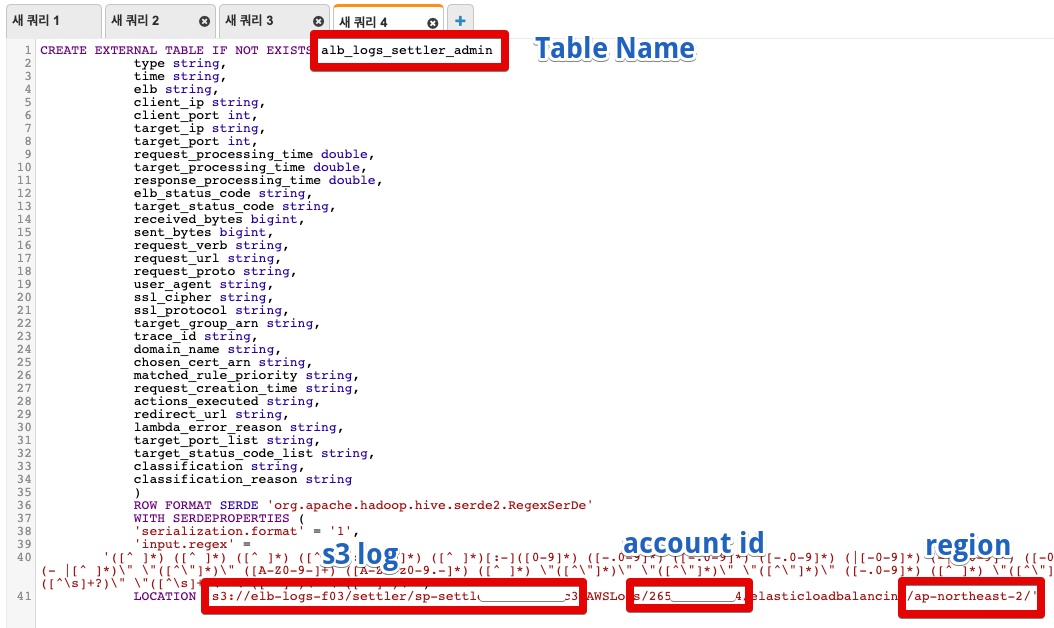 새 쿼리 1 새 쿼리 2 새 쿼리 3 새 쿼리 4 +
1 CREATE EXTERNAL TABLE IF NOT EXISTS alb_logs_settler_admin Table Name
2 type string,
3 time string,
4 elb string,
5 client_ip string,
6 client_port int,
7 target_ip string,
8 target_port int,
9 request_processing_time double,
10 target_processing_time double,
11 response_processing_time double,
12 elb_status_code string,
13 target_status_code string,
14 received_bytes bigint,
15 sent_bytes bigint,
16 request_verb string,
17 request_url string,
18 request_proto string,
19 user_agent string,
20 ssl_cipher string,
21 ssl_protocol string,
22 target_group_arn string,
23 trace_id string,
24 domain_name string,
25 chosen_cert_arn string,
26 matched_rule_priority string,
27 request_creation_time string,
28 actions_executed string,
29 redirect_url string,
30 lambda_error_reason string,
31 target_port_list string,
32 target_status_code_list string,
33 classification string,
34 classification_reason string
35 )
36 ROW FORMAT SERDE 'org.apache.hadoop.hive.serde2.RegexSerDe'
37 WITH SERDEPROPERTIES (
38 'serialization.format' = '1',
39 'input.regex' =
s3 log account id region
40 '([^ ]*) ([^ ]*) ([^ ]*) ([^ ]*)[:-]([0-9]*) ([-.0-9]*) ([-.0-9]*) ([-.0-9]*) (|[-0-9]*)
(- |[^ ]*)\" \"([^\"]*)\" ([A-Z0-9-]+) ([^ ]*) \"([^\"]*)\" \"([^\"]*)\" \"([^\"]*)\" ([-.0-9]*) ([^ ]*) \"([^\"]
([^\s]+?)\" \"([^\s]+
41 LOCATION 's3://elb-logs-f03/settler/sp-settl c3 AWSLogs/265 4/elasticloadbalancing/ap-northeast-2/'